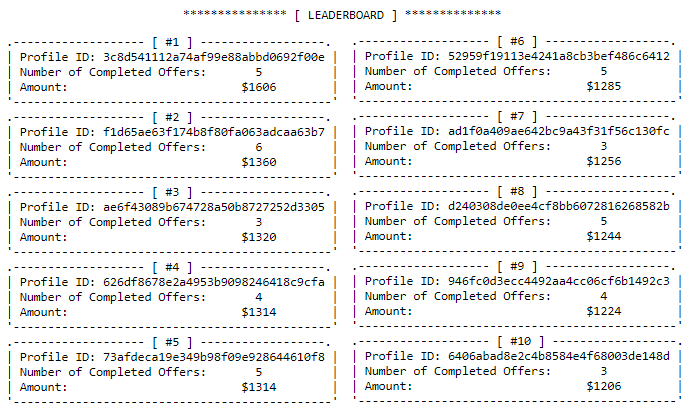 *************** [ LEADERBOARD ] **************
.---------------- [ #1 ] ----------------.
| Profile ID: 3c8d541112a74af99e88abbd0692f00e |
| Number of Completed Offers: 5 |
| Amount: $1606 |
'----------------------------------------'
.---------------- [ #2 ] ----------------.
| Profile ID: f1d65ae63f174b8f80fa063adcaa63b7 |
| Number of Completed Offers: 6 |
| Amount: $1360 |
'----------------------------------------'
.---------------- [ #3 ] ----------------.
| Profile ID: ae6f43089b674728a50b8727252d3305 |
| Number of Completed Offers: 3 |
| Amount: $1320 |
'----------------------------------------'
.---------------- [ #4 ] ----------------.
| Profile ID: 626df8678e2a4953b9098246418c9cfa |
| Number of Completed Offers: 4 |
| Amount: $1314 |
'----------------------------------------'
.---------------- [ #5 ] ----------------.
| Profile ID: 73afdeca19e349b98f09e928644610f8 |
| Number of Completed Offers: 5 |
| Amount: $1314 |
'----------------------------------------'
.---------------- [ #6 ] ----------------.
| Profile ID: 52959f19113e4241a8cb3bef486c6412 |
| Number of Completed Offers: 5 |
| Amount: $1285 |
'----------------------------------------'
.---------------- [ #7 ] ----------------.
| Profile ID: ad1f0a409ae642bc9a43f31f56c130fc |
| Number of Completed Offers: 3 |
| Amount: $1256 |
'----------------------------------------'
.---------------- [ #8 ] ----------------.
| Profile ID: d240308de0ee4cf8bb6072816268582b |
| Number of Completed Offers: 5 |
| Amount: $1244 |
'----------------------------------------'
.---------------- [ #9 ] ----------------.
| Profile ID: 946fc0d3ecc4492aa4cc06cf6b1492c3 |
| Number of Completed Offers: 4 |
| Amount: $1224 |
'----------------------------------------'
.---------------- [ #10 ] ----------------.
| Profile ID: 6406abad8e2c4b8584e4f68003de148d |
| Number of Completed Offers: 3 |
| Amount: $1206 |
'----------------------------------------'